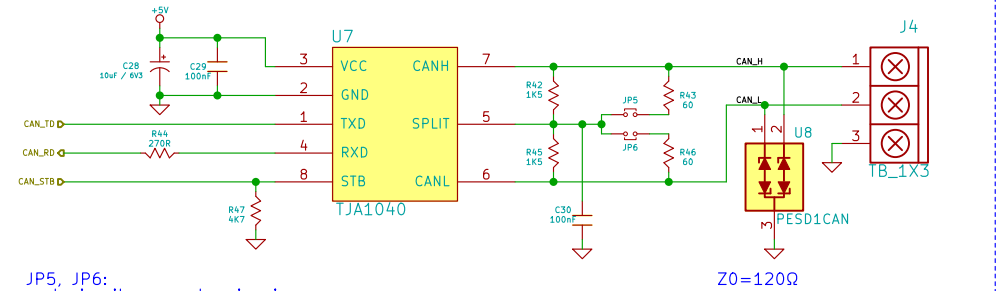 +5V
J4
U7
C28
10uF / 6V3
C29
100nF
3
VCC
CANH
7
CAN_H
1
R42
1K5
R43
60
2
GND
JP5
CAN_L
2
CAN_TD
1
TXD
SPLIT
5
1
2
U8
R44
270R
JP6
3
CAN_RD
4
RXD
R45
1K5
R46
60
TB_1X3
CAN_STB
8
STB
CANL
6
R47
4K7
TJA1040
C30
100nF
PESD1CAN
3
JP5, JP6:
Z0=120Ω